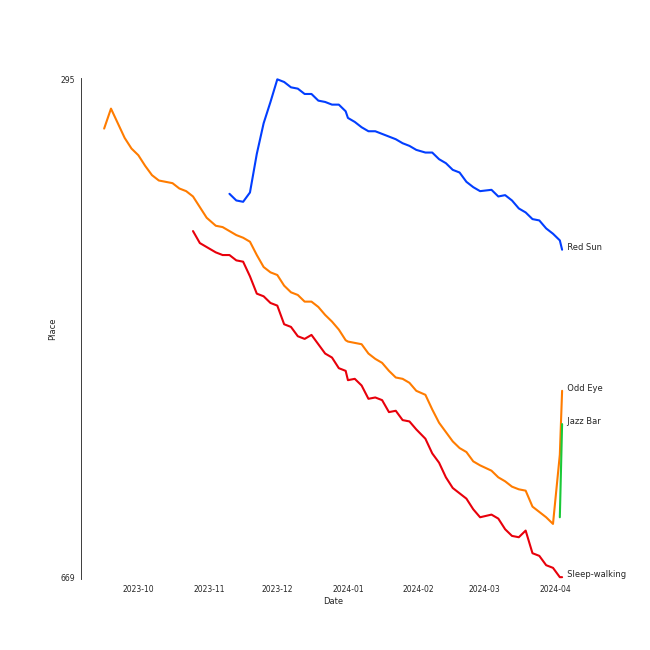 295
Red Sun
Place
Odd Eye
Jazz Bar
Sleep-walking
669
2023-10 2023-11 2023-12 2024-01 2024-02 2024-03 2024-04
Date